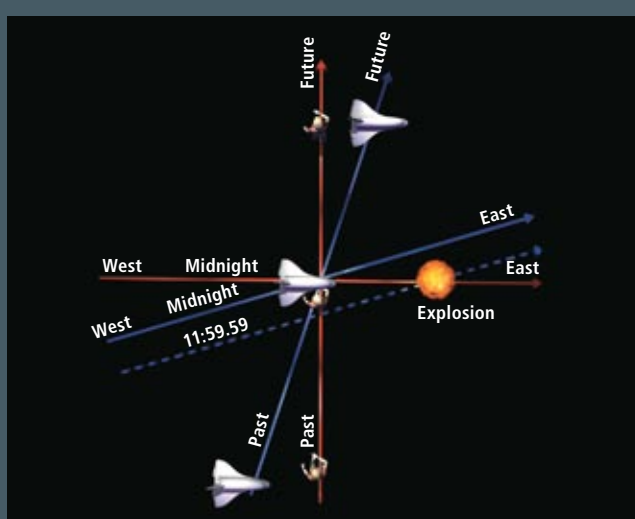 Future
Future
East
West Midnight
East
Midnight
West
Explosion
11:59.59
Past
Past